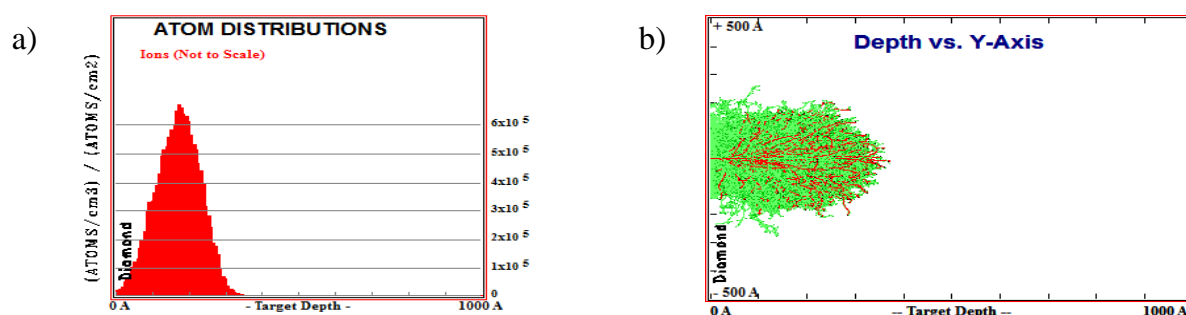 a)
ATOM DISTRIBUTIONS
Ions (Not to Scale)
(ATOMS/cm3) / (ATOMS/cm2)
6x10 5
5x10 5
4x10 5
3x10 5
2x10 5
1x10 5
0
Diamond
0 A
- Target Depth -
1000 A
b)
+ 500 A
Depth vs. Y-Axis
Diamond
- 500 A
0 A
-- Target Depth --
1000 A